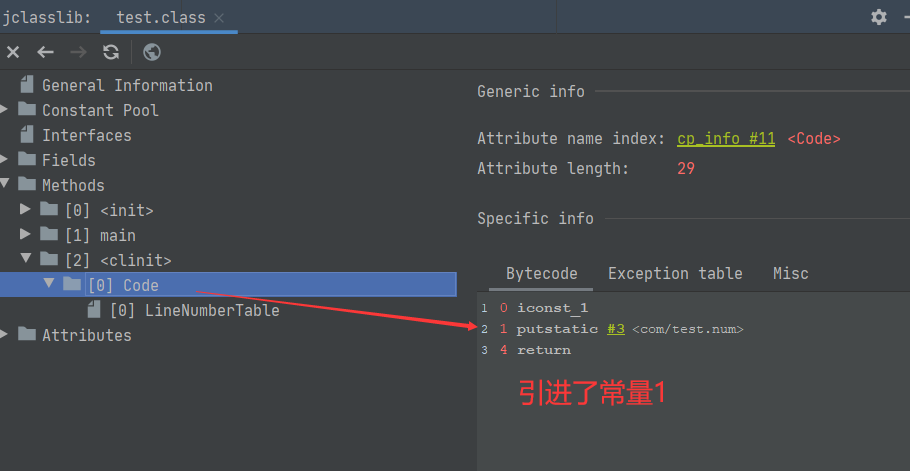 jclasslib: test.class
General Information
Constant Pool
Interfaces
Fields
Methods
[0] <init>
[1] main
[2] <clinit>
[0] Code
[0] LineNumberTable
Attributes
Generic info
Attribute name index: cp_info #11 <Code>
Attribute length: 29
Specific info
Bytecode Exception table Misc
1 0 iconst_1
2 1 putstatic #3 <com/test.num>
3 4 return
引进了常量1